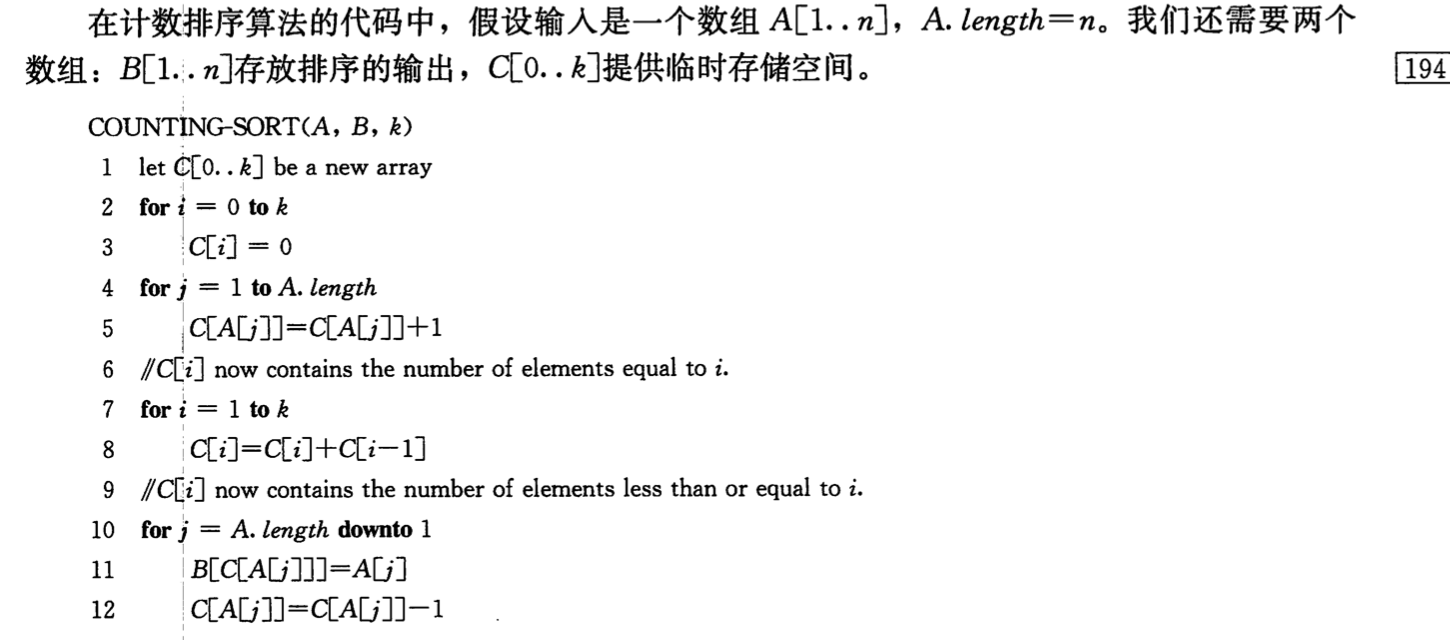 在计数排序算法的代码中，假设输入是一个数组 A[1..n]，A.length=n。我们还需要两个
数组：B[1..n]存放排序的输出，C[0..k]提供临时存储空间。
194
COUNTING-SORT(A, B, k)
1 let C[0..k] be a new array
2 for i = 0 to k
3 C[i] = 0
4 for j = 1 to A.length
5 C[A[j]]=C[A[j]]+1
6 //C[i] now contains the number of elements equal to i.
7 for i = 1 to k
8 C[i]=C[i]+C[i-1]
9 //C[i] now contains the number of elements less than or equal to i.
10 for j = A.length downto 1
11 B[C[A[j]]]=A[j]
12 C[A[j]]=C[A[j]]-1